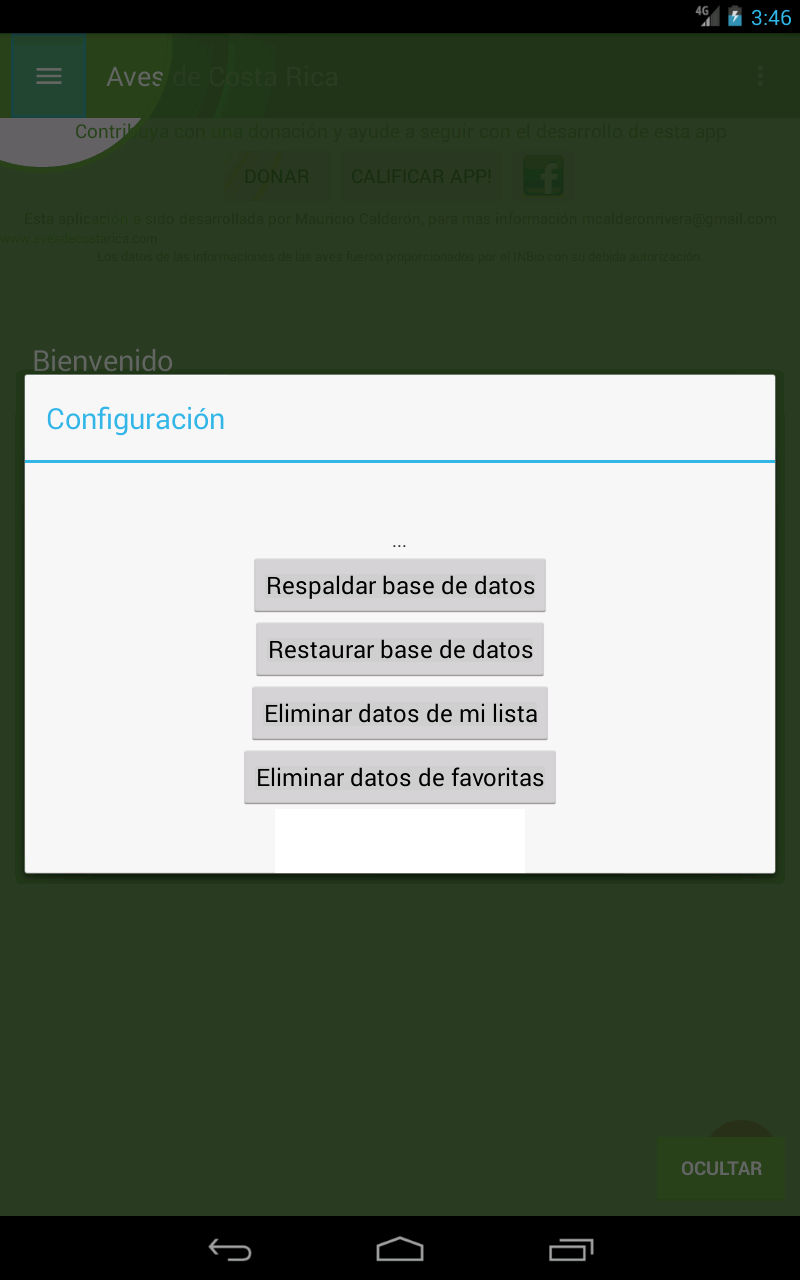 4G 3:46
Aves de Costa Rica
Contribuya con una donación y ayude a seguir con el desarrollo de esta app
DONAR CALIFICAR APP! f
Esta aplicacion a sido desarrollada por Mauricio Calderón, para mas información mcalderonrivera@gmail.com
www.avesdecostarica.com
Los datos de las informaciones de las aves fueron proporcionados por el INBio con su debida autorización
Bienvenido
Configuración
...
Respaldar base de datos
Restaurar base de datos
Eliminar datos de mi lista
Eliminar datos de favoritas
OCULTAR